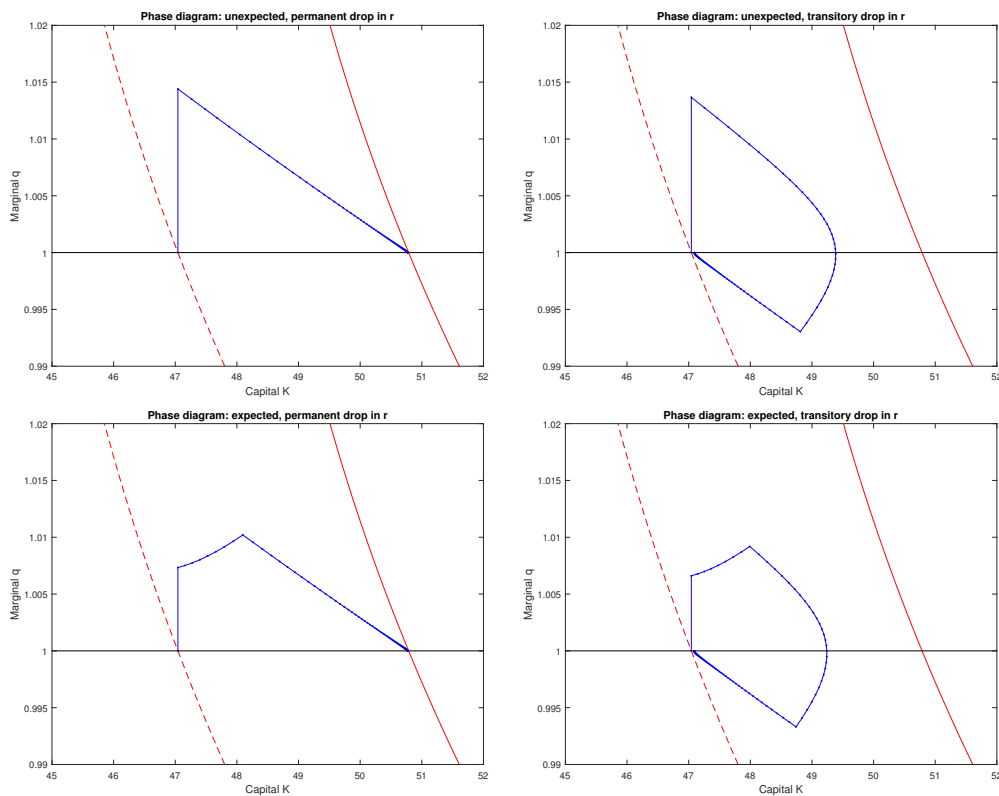 Phase diagram: unexpected, permanent drop in r
1.02
1.015
1.01
1.005
1
0.995
0.99
Marginal q
45 46 47 48 49 50 51 52
Capital K
Phase diagram: unexpected, transitory drop in r
1.02
1.015
1.01
1.005
1
0.995
0.99
Marginal q
45 46 47 48 49 50 51 52
Capital K
Phase diagram: expected, permanent drop in r
1.02
1.015
1.01
1.005
1
0.995
0.99
Marginal q
45 46 47 48 49 50 51 52
Capital K
Phase diagram: expected, transitory drop in r
1.02
1.015
1.01
1.005
1
0.995
0.99
Marginal q
45 46 47 48 49 50 51 52
Capital K